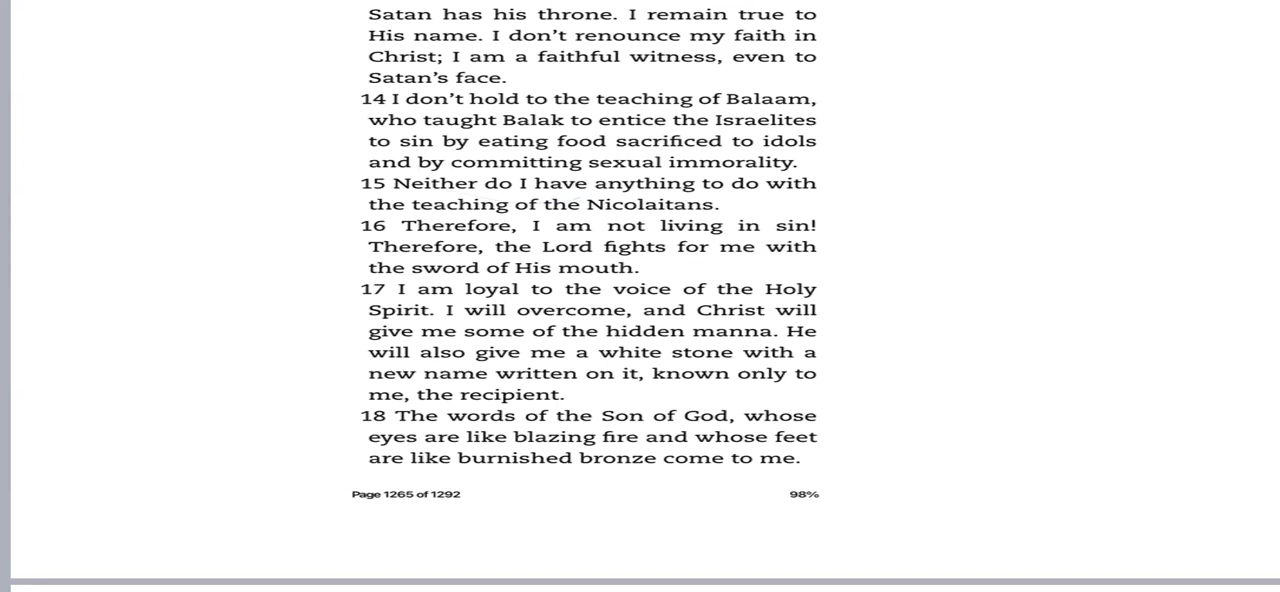 Satan has his throne. I remain true to
His name. I don’t renounce my faith in
Christ; I am a faithful witness, even to
Satan’s face.
14 I don’t hold to the teaching of Balaam,
who taught Balak to entice the Israelites
to sin by eating food sacrificed to idols
and by committing sexual immorality.
15 Neither do I have anything to do with
the teaching of the Nicolaitans.
16 Therefore, I am not living in sin!
Therefore, the Lord fights for me with
the sword of His mouth.
17 I am loyal to the voice of the Holy
Spirit. I will overcome, and Christ will
give me some of the hidden manna. He
will also give me a white stone with a
new name written on it, known only to
me, the recipient.
18 The words of the Son of God, whose
eyes are like blazing fire and whose feet
are like burnished bronze come to me.
Page 1265 of 1292 98%